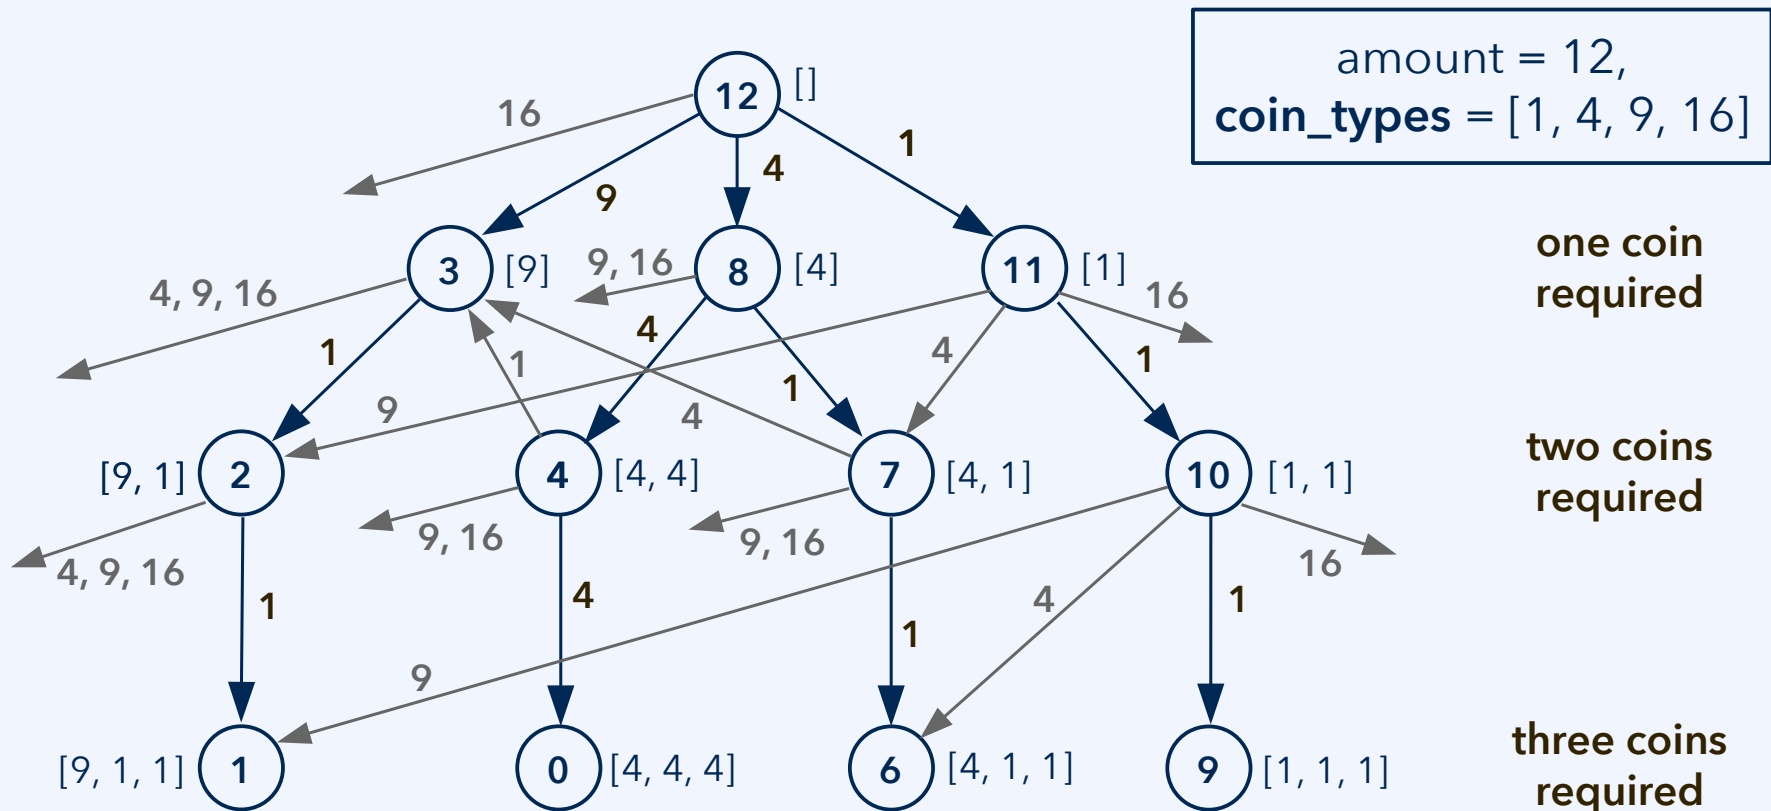 amount = 12,
coin_types = [1, 4, 9, 16]
12 []
16
9
4
1
3 [9]
8 [4]
11 [1]
one coin
required
4, 9, 16
9, 16
16
1
1
4
4
1
4
1
9
[9, 1] 2
4 [4, 4]
7 [4, 1]
10 [1, 1]
two coins
required
4, 9, 16
9, 16
9, 16
16
1
4
1
4
1
9
[9, 1, 1] 1
0 [4, 4, 4]
6 [4, 1, 1]
9 [1, 1, 1]
three coins
required